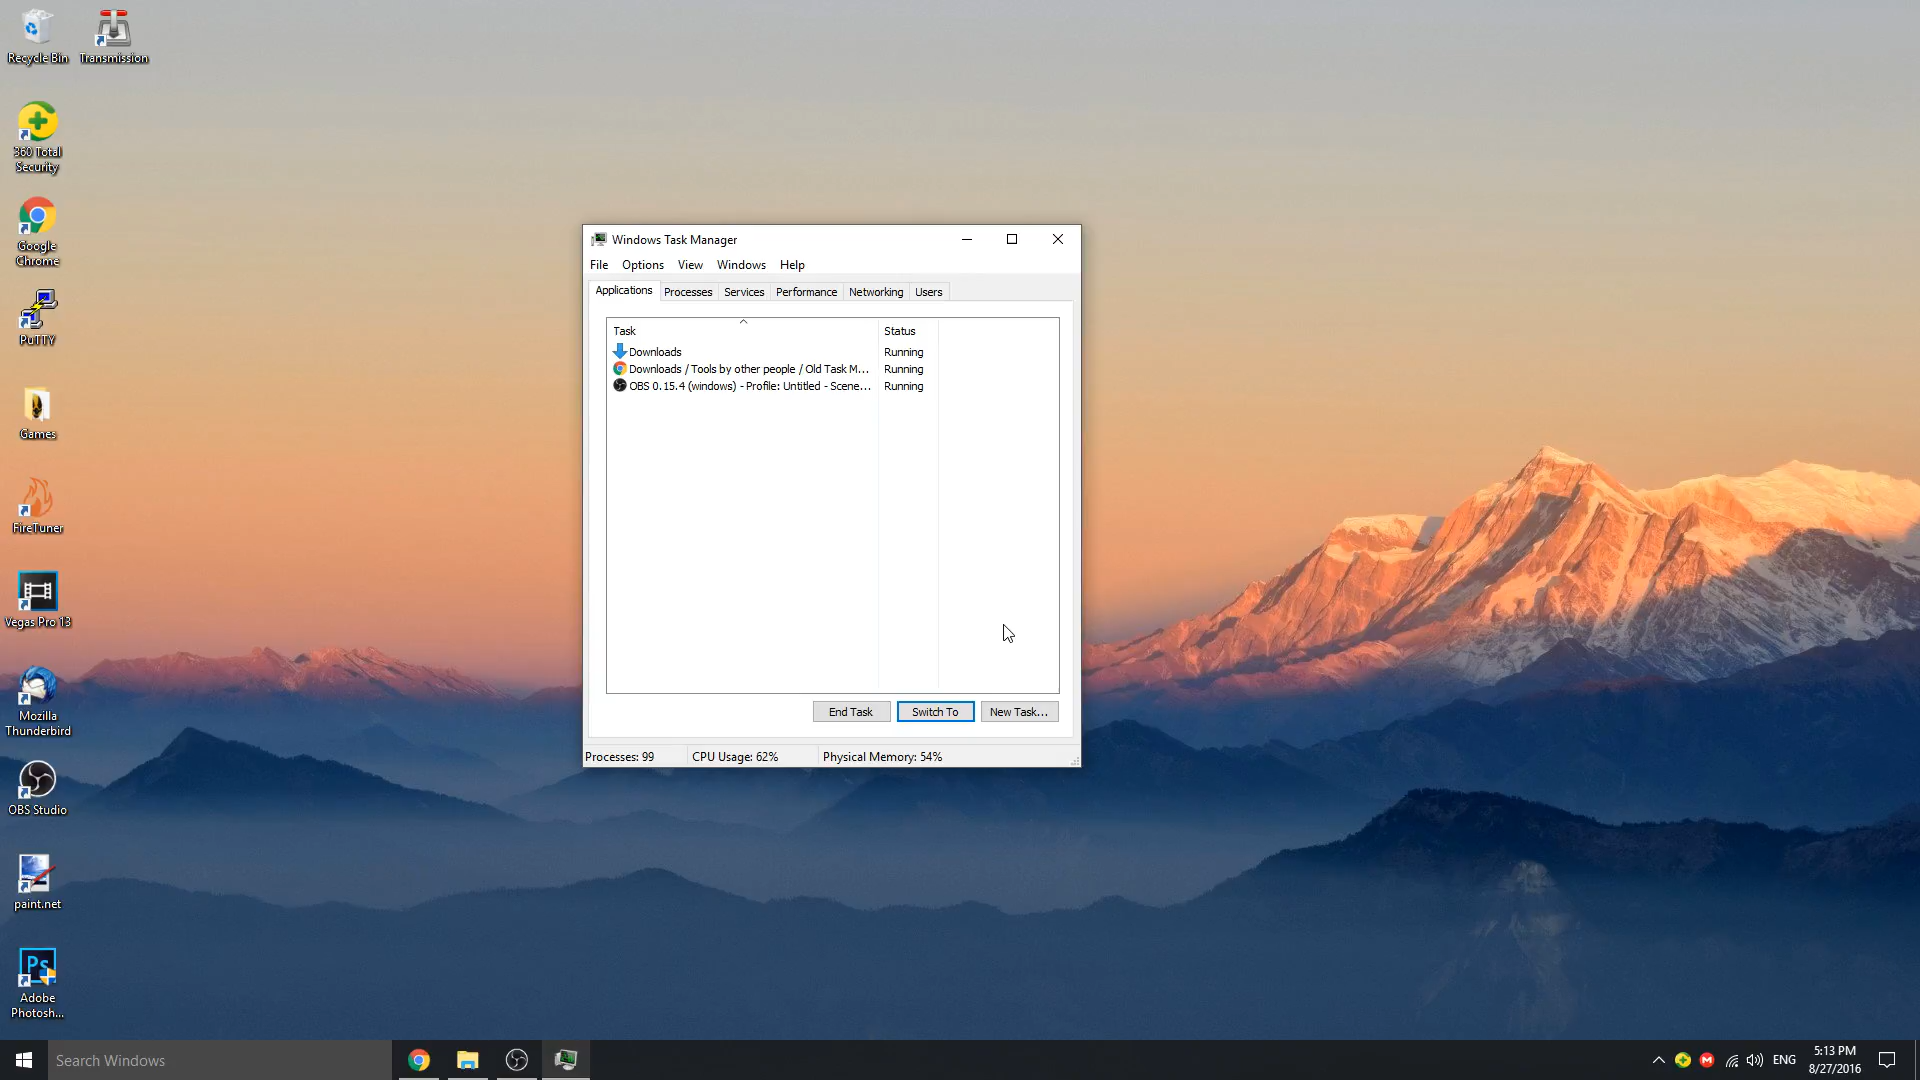 Recycle Bin
Transmission
360 Total
Security
Google
Chrome
PuTTY
Games
FireTuner
Vegas Pro 13
Mozilla
Thunderbird
OBS Studio
paint.net
Ps
Adobe
Photosh...
Windows Task Manager
File Options View Windows Help
Applications Processes Services Performance Networking Users
Task Status
Downloads Running
Downloads / Tools by other people / Old Task M... Running
OBS 0.15.4 (windows) - Profile: Untitled - Scene... Running
End Task Switch To New Task...
Processes: 99 CPU Usage: 62% Physical Memory: 54%
Search Windows
M
ENG
5:13 PM
8/27/2016